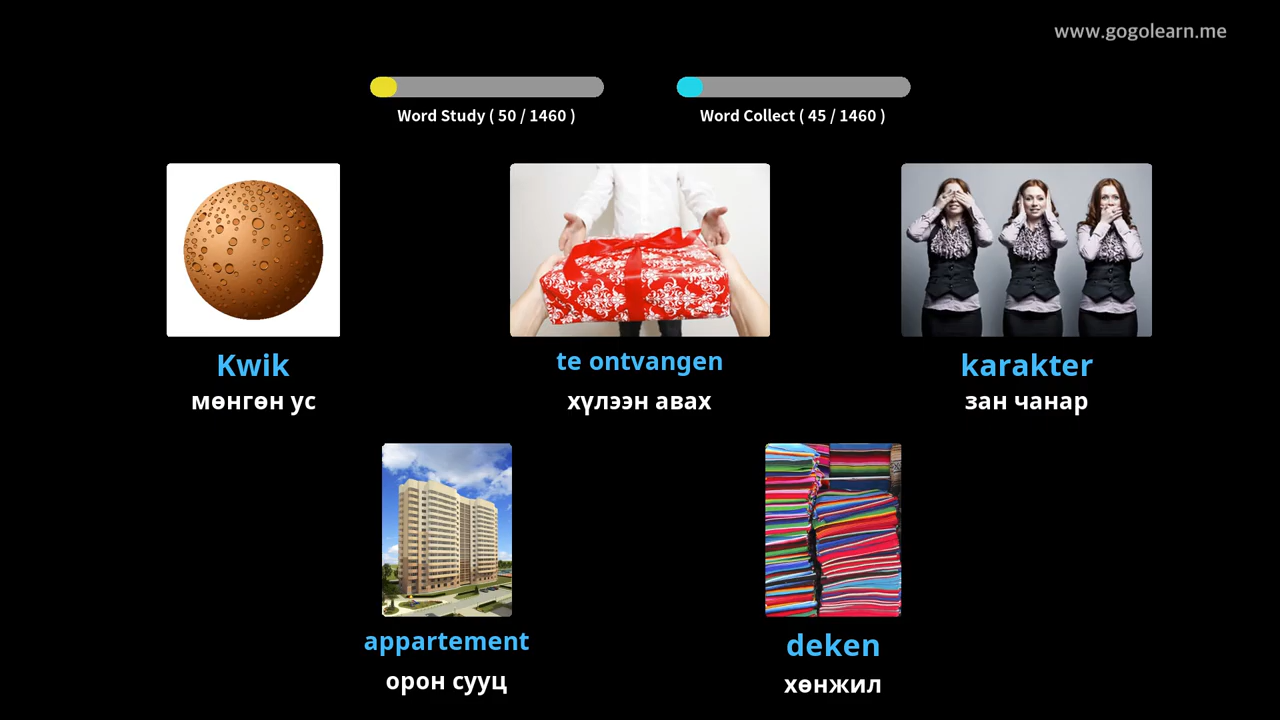 www.gogolearn.me
Word Study ( 50 / 1460 )
Word Collect ( 45 / 1460 )
Kwik
мөнгөн ус
te ontvangen
хүлээн авах
karakter
зан чанар
appartement
орон сууц
deken
хөнжил